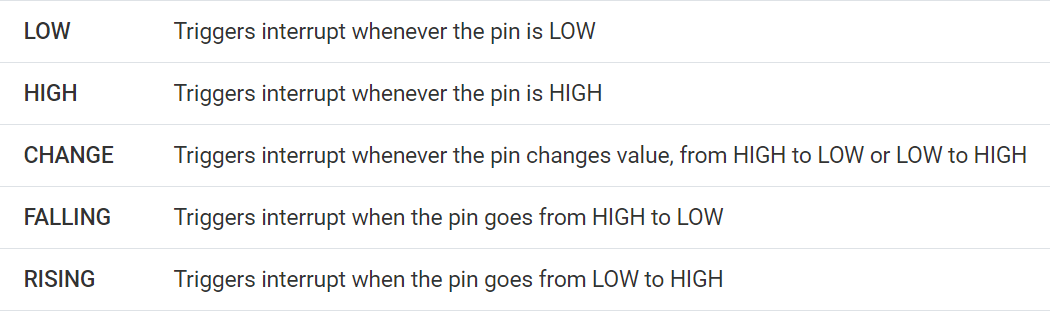 LOW Triggers interrupt whenever the pin is LOW
HIGH Triggers interrupt whenever the pin is HIGH
CHANGE Triggers interrupt whenever the pin changes value, from HIGH to LOW or LOW to HIGH
FALLING Triggers interrupt when the pin goes from HIGH to LOW
RISING Triggers interrupt when the pin goes from LOW to HIGH